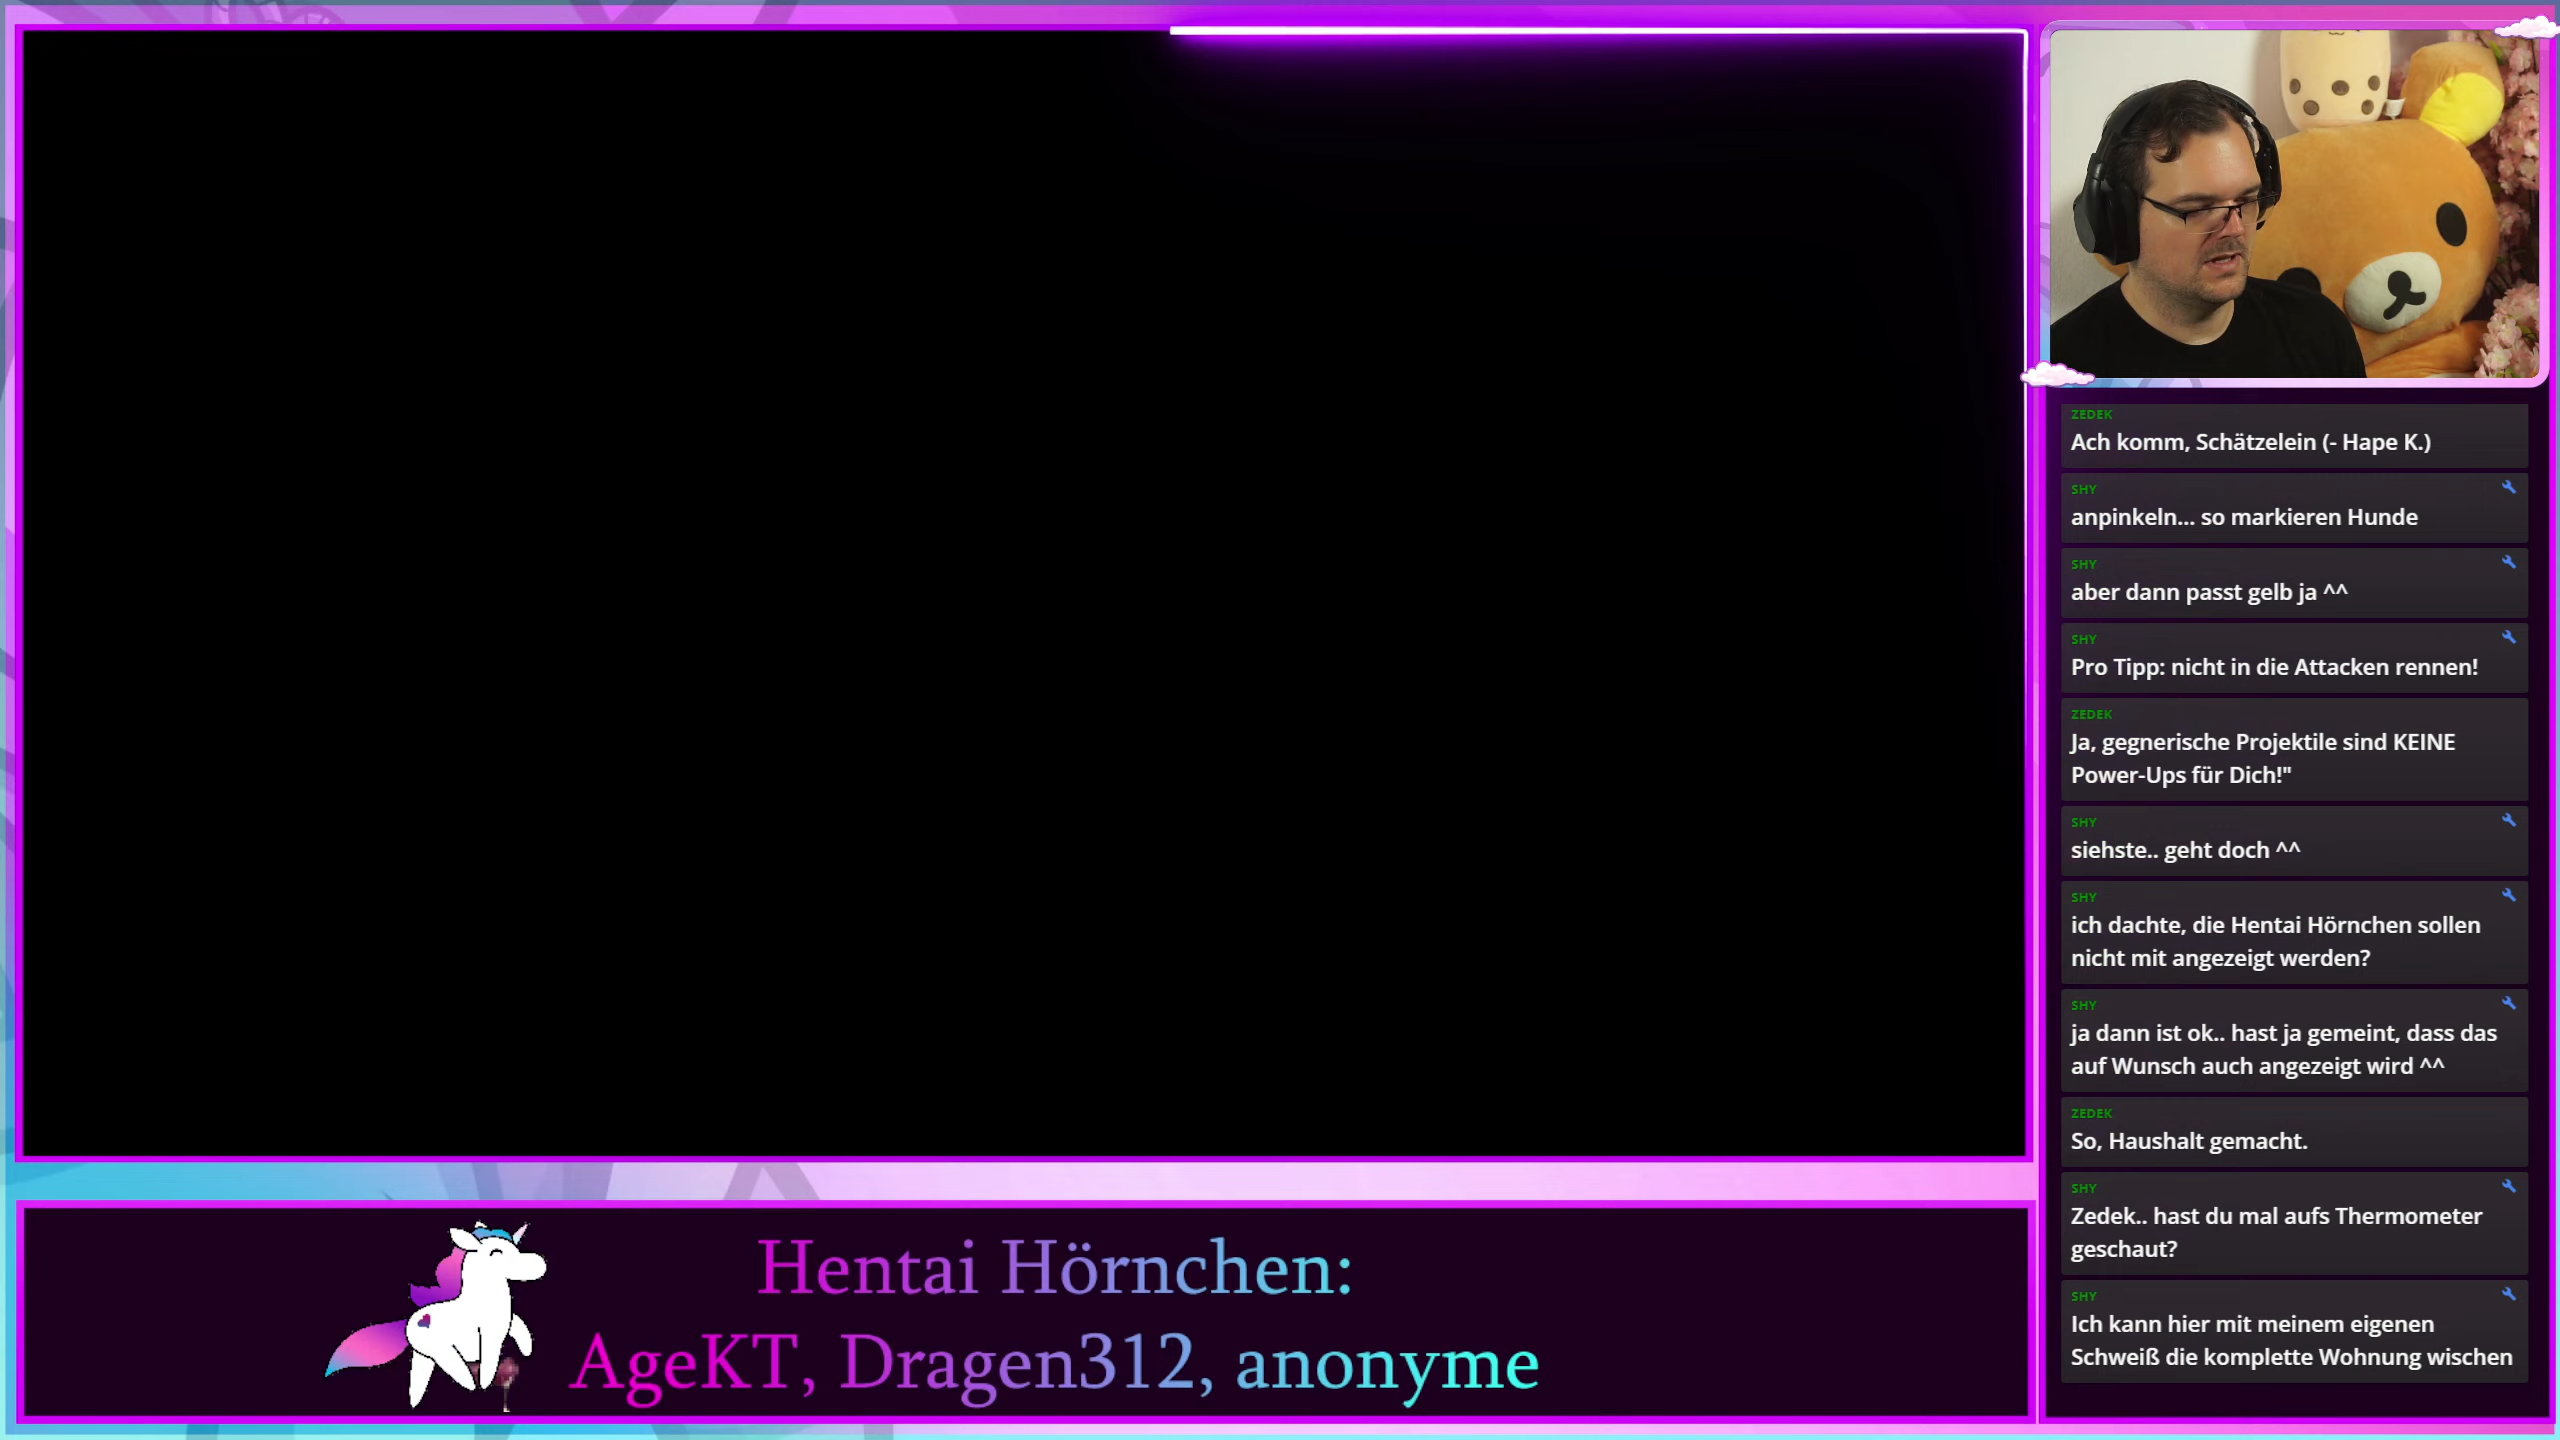 ZEDEK
Ach komm, Schätzelein (- Hape K.)
SHY
anpinkeln... so markieren Hunde
SHY
aber dann passt gelb ja ^^
SHY
Pro Tipp: nicht in die Attacken rennen!
ZEDEK
Ja, gegnerische Projektile sind KEINE
Power-Ups für Dich!"
SHY
siehste.. geht doch ^^
SHY
ich dachte, die Hentai Hörnchen sollen
nicht mit angezeigt werden?
SHY
ja dann ist ok.. hast ja gemeint, dass das
auf Wunsch auch angezeigt wird ^^
ZEDEK
So, Haushalt gemacht.
SHY
Zedek.. hast du mal aufs Thermometer
geschaut?
SHY
Ich kann hier mit meinem eigenen
Schweiß die komplette Wohnung wischen
Hentai Hörnchen:
AgeKT, Dragen312, anonyme